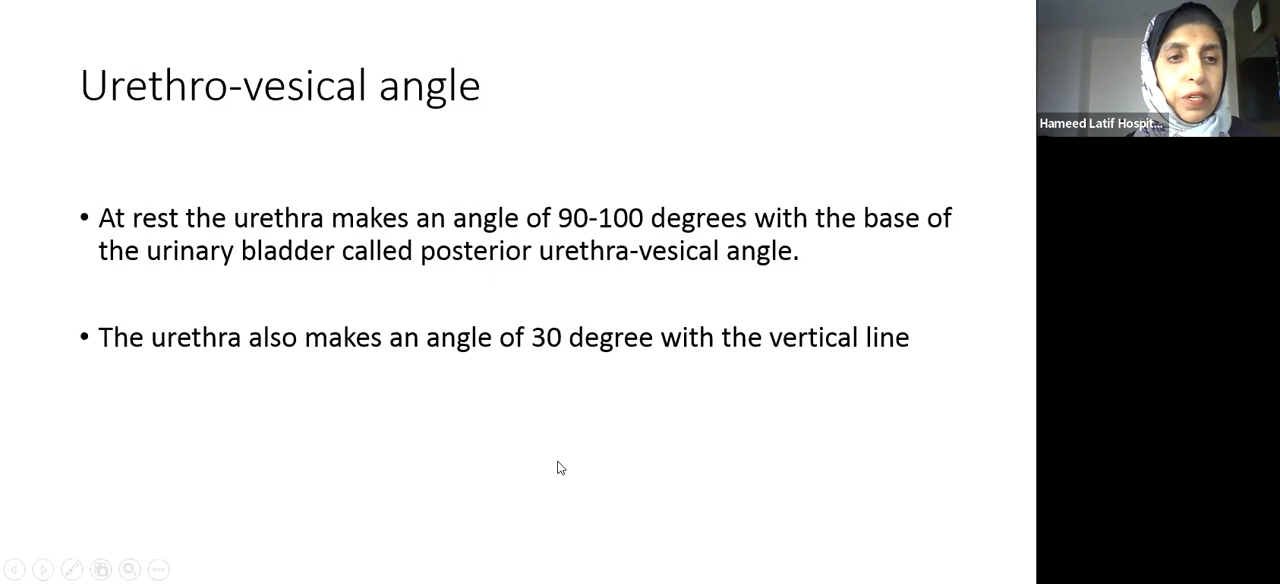 Urethro-vesical angle
• At rest the urethra makes an angle of 90-100 degrees with the base of
the urinary bladder called posterior urethra-vesical angle.
• The urethra also makes an angle of 30 degree with the vertical line
Hameed Latif Hospit...